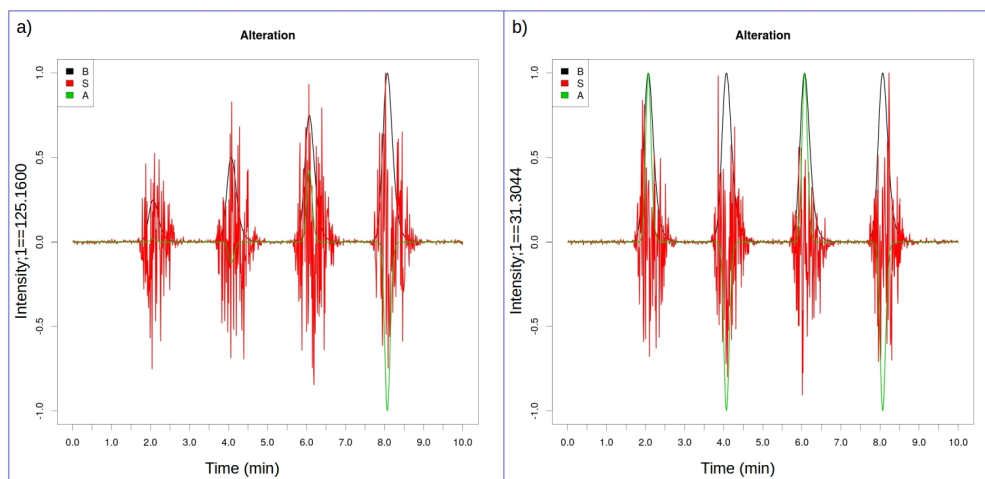 a)
Alteration
B
S
A
Intensity;1==125.1600
1.0
0.5
0.0
-0.5
-1.0
0.0 1.0 2.0 3.0 4.0 5.0 6.0 7.0 8.0 9.0 10.0
Time (min)
b)
Alteration
B
S
A
Intensity;1==31.3044
1.0
0.5
0.0
-0.5
-1.0
0.0 1.0 2.0 3.0 4.0 5.0 6.0 7.0 8.0 9.0 10.0
Time (min)